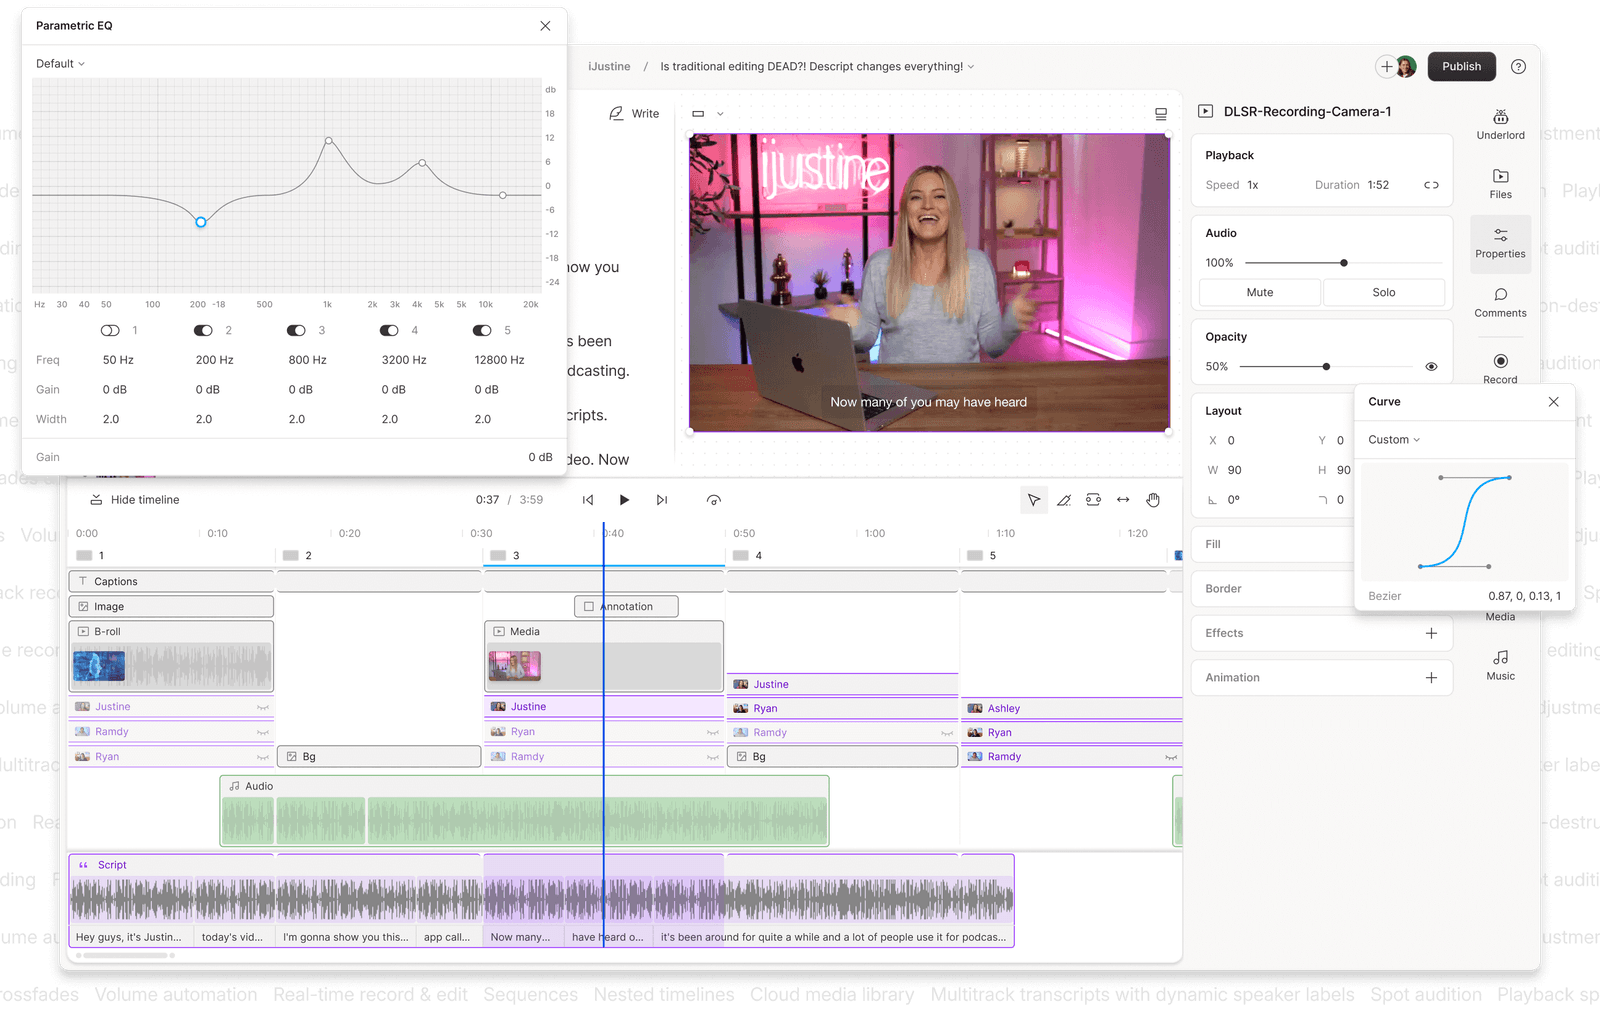 Parametric EQ
Default
db
18
12
6
0
-6
-12
-18
-24
Hz 30 40 50 100 200 -18 500 1k 2k 3k 4k 5k 5k 10k 20k
1 2 3 4 5
Freq 50 Hz 200 Hz 800 Hz 3200 Hz 12800 Hz
Gain 0 dB 0 dB 0 dB 0 dB 0 dB
Width 2.0 2.0 2.0 2.0 2.0
Gain 0 dB
iJustine / Is traditional editing DEAD?! Descript changes everything!
Publish
Write
ow you
s been
dcasting.
cripts.
deo. Now
ijustine
Now many of you may have heard
DLSR-Recording-Camera-1
Playback
Speed 1x Duration 1:52
Audio
100%
Mute Solo
Opacity
50%
Layout
X 0 Y 0
W 90 H 90
0° 0
Fill
Border
Effects
Animation
Underlord
Files
Properties
Comments
Record
Media
Music
Curve
Custom
Bezier 0.87, 0, 0.13, 1
Hide timeline
0:37 / 3:59
0:00 0:10 0:20 0:30 0:40 0:50 1:00 1:10 1:20
1 2 3 4 5
Captions
Image
Annotation
B-roll
Media
Justine
Ryan
Justine
Justine
Ashley
Ramdy
Ryan
Ramdy
Ryan
Ryan
Bg
Ramdy
Bg
Ramdy
Audio
Script
Hey guys, it's Justin... today's vid... I'm gonna show you this... app call... Now many... have heard o... it's been around for quite a while and a lot of people use it for podcas...
rossfades Volume automation Real-time record & edit Sequences Nested timelines Cloud media library Multitrack transcripts with dynamic speaker labels Spot audition Playback sp